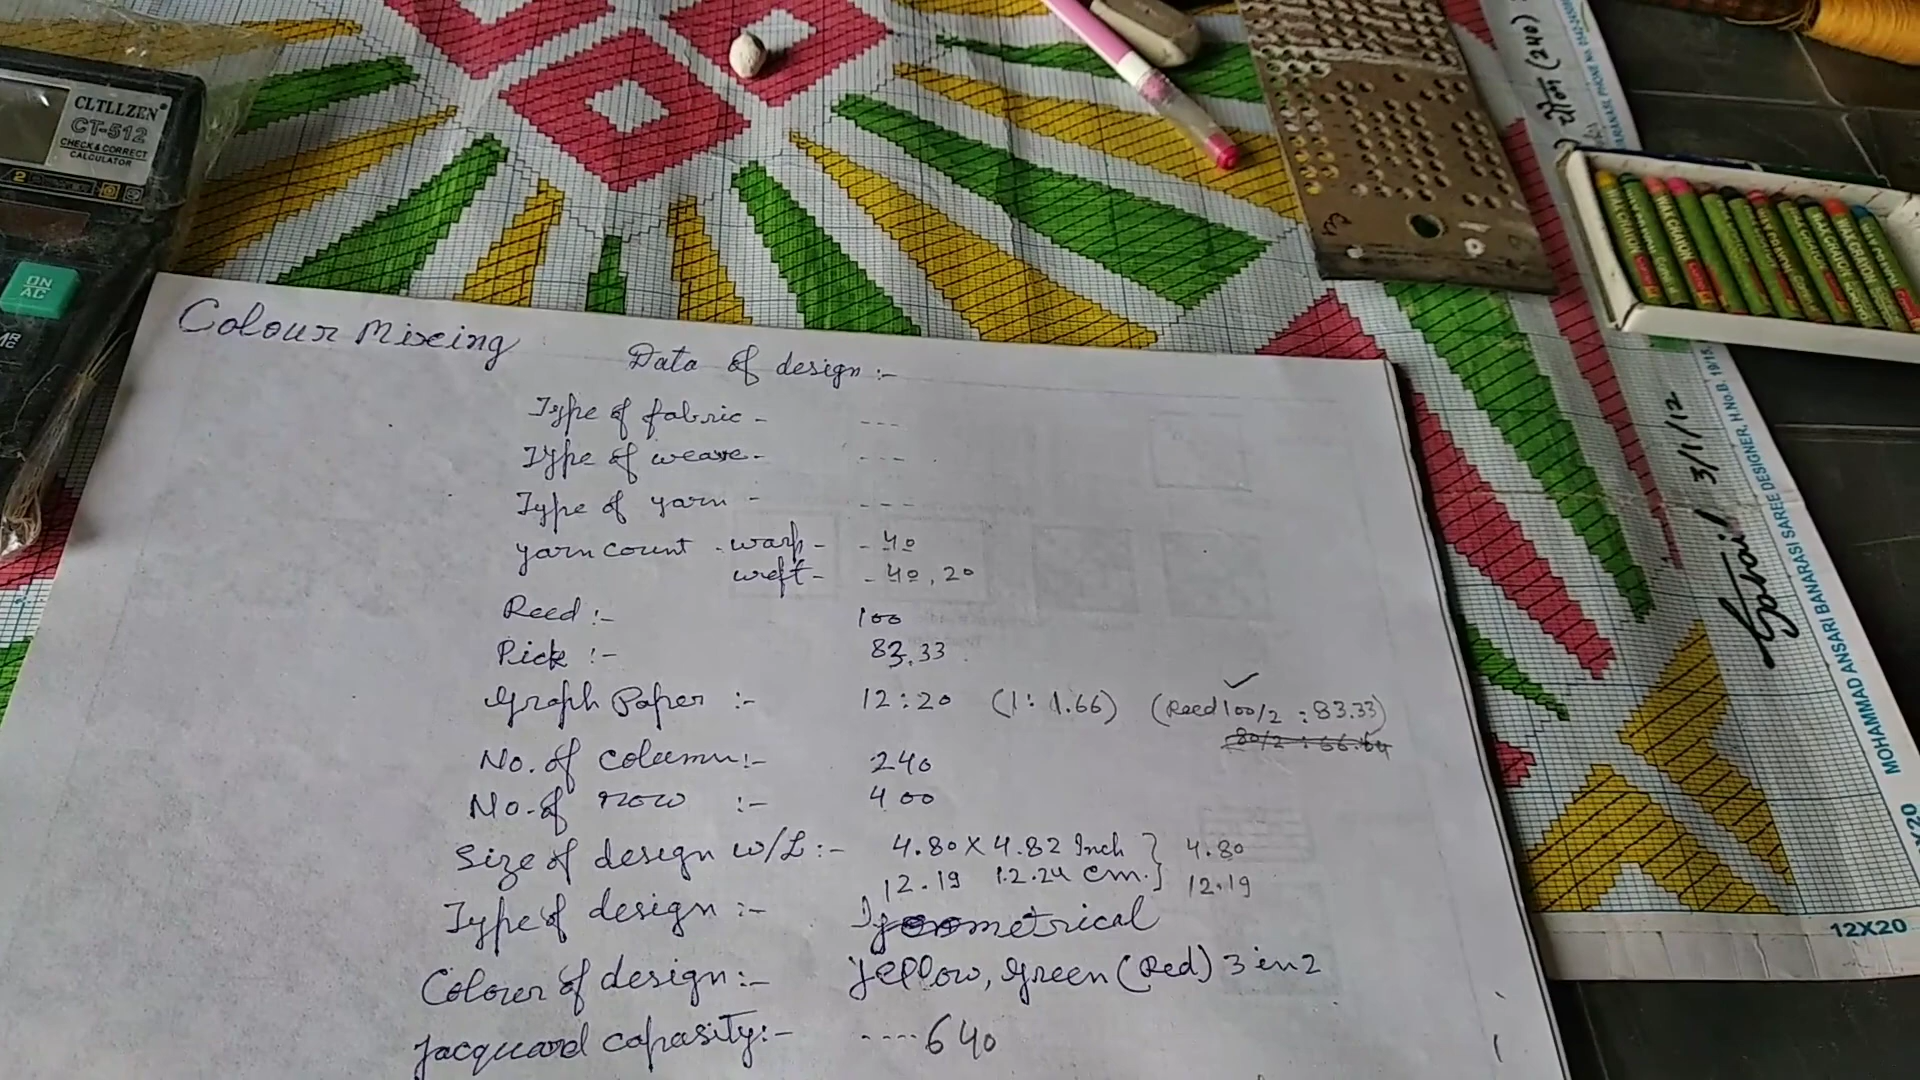 CLTLLZEN
CT-512
CHECK & CORRECT
CALCULATOR
ON
AC
Colour Mixing
Data of design :-
Type of fabric - ---
Type of weave - ---
Type of yarn - ---
yarn count - warp - - 40
weft - - 40, 20
Reed :- 100
Pick :- 83.33
Graph Paper :- 12:20 (1: 1.66) (Reed 100/2 : 83.33)
80/2 : 66.64
No. of column :- 240
No. of row :- 400
Size of design w/L :- 4.80 X 4.82 Inch } 4.80
12.19 12.24 cm. } 12.19
Type of design :- geometrical
Colour of design :- Yellow, Green (Red) 3 in 2
Jacquard capasity :- ---- 640
3/1/12
MOHAMMAD ANSARI BANARASI SAREE DESIGNER, H.No.B.
12X20
WAX CRAYON